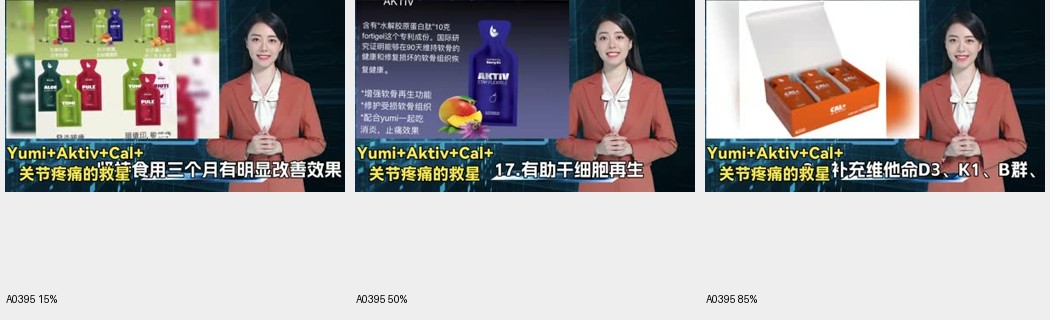 ALOE
YUMI
PULZ
YUMI
PULZ
Yumi+Aktiv+Cal+
关节疼痛的救星
坚持食用三个月有明显改善效果
A0395 15%
AKTIV
含有“水解胶原蛋白肽”10克
fortigel这个专利成份。国际研
究证明能够在90天维持软骨的
健康和修复损坏的软骨组织恢
复健康。
*增强软骨再生功能
*修护受损软骨组织
*配合yumi一起吃
消炎，止痛效果
AKTIV
Yumi+Aktiv+Cal+
关节疼痛的救星
17.有助干细胞再生
A0395 50%
CAL+
Yumi+Aktiv+Cal+
关节疼痛的救星
补充维他命D3、K1、B群、
A0395 85%